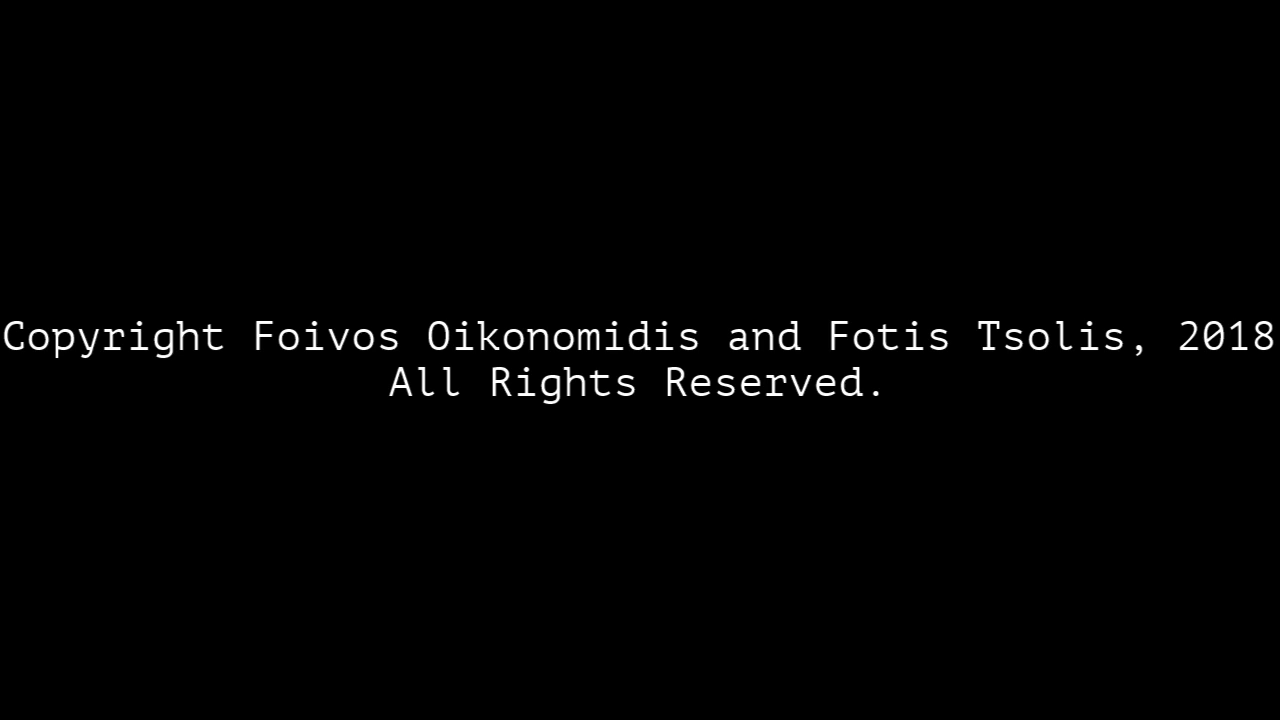 Copyright Foivos Oikonomidis and Fotis Tsolis, 2018
All Rights Reserved.